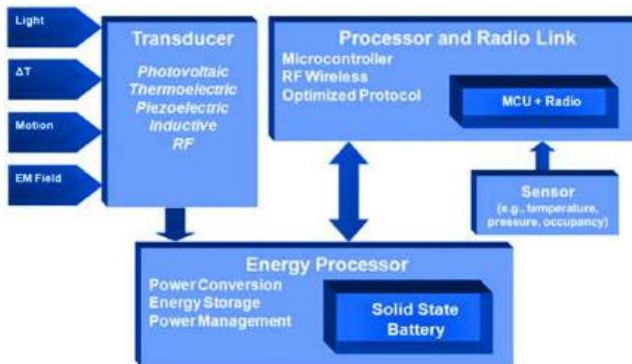 Light
ΔT
Motion
EM Field
Transducer
Photovoltaic
Thermoelectric
Piezoelectric
Inductive
RF
Processor and Radio Link
Microcontroller
RF Wireless
Optimized Protocol
MCU + Radio
Sensor
(e.g., temperature,
pressure, occupancy)
Energy Processor
Power Conversion
Energy Storage
Power Management
Solid State
Battery